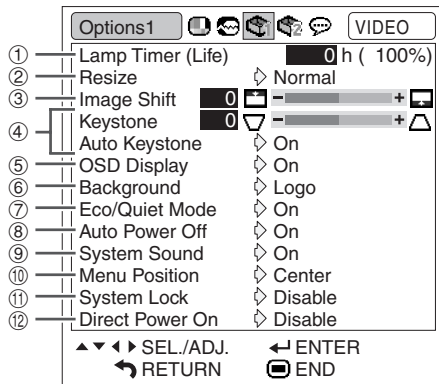 Options1 VIDEO
① Lamp Timer (Life) 0 h ( 100%)
② Resize Normal
③ Image Shift 0 - +
④ Keystone 0 - +
Auto Keystone On
⑤ OSD Display On
⑥ Background Logo
⑦ Eco/Quiet Mode On
⑧ Auto Power Off On
⑨ System Sound On
⑩ Menu Position Center
⑪ System Lock Disable
⑫ Direct Power On Disable
SEL./ADJ. ENTER
RETURN END